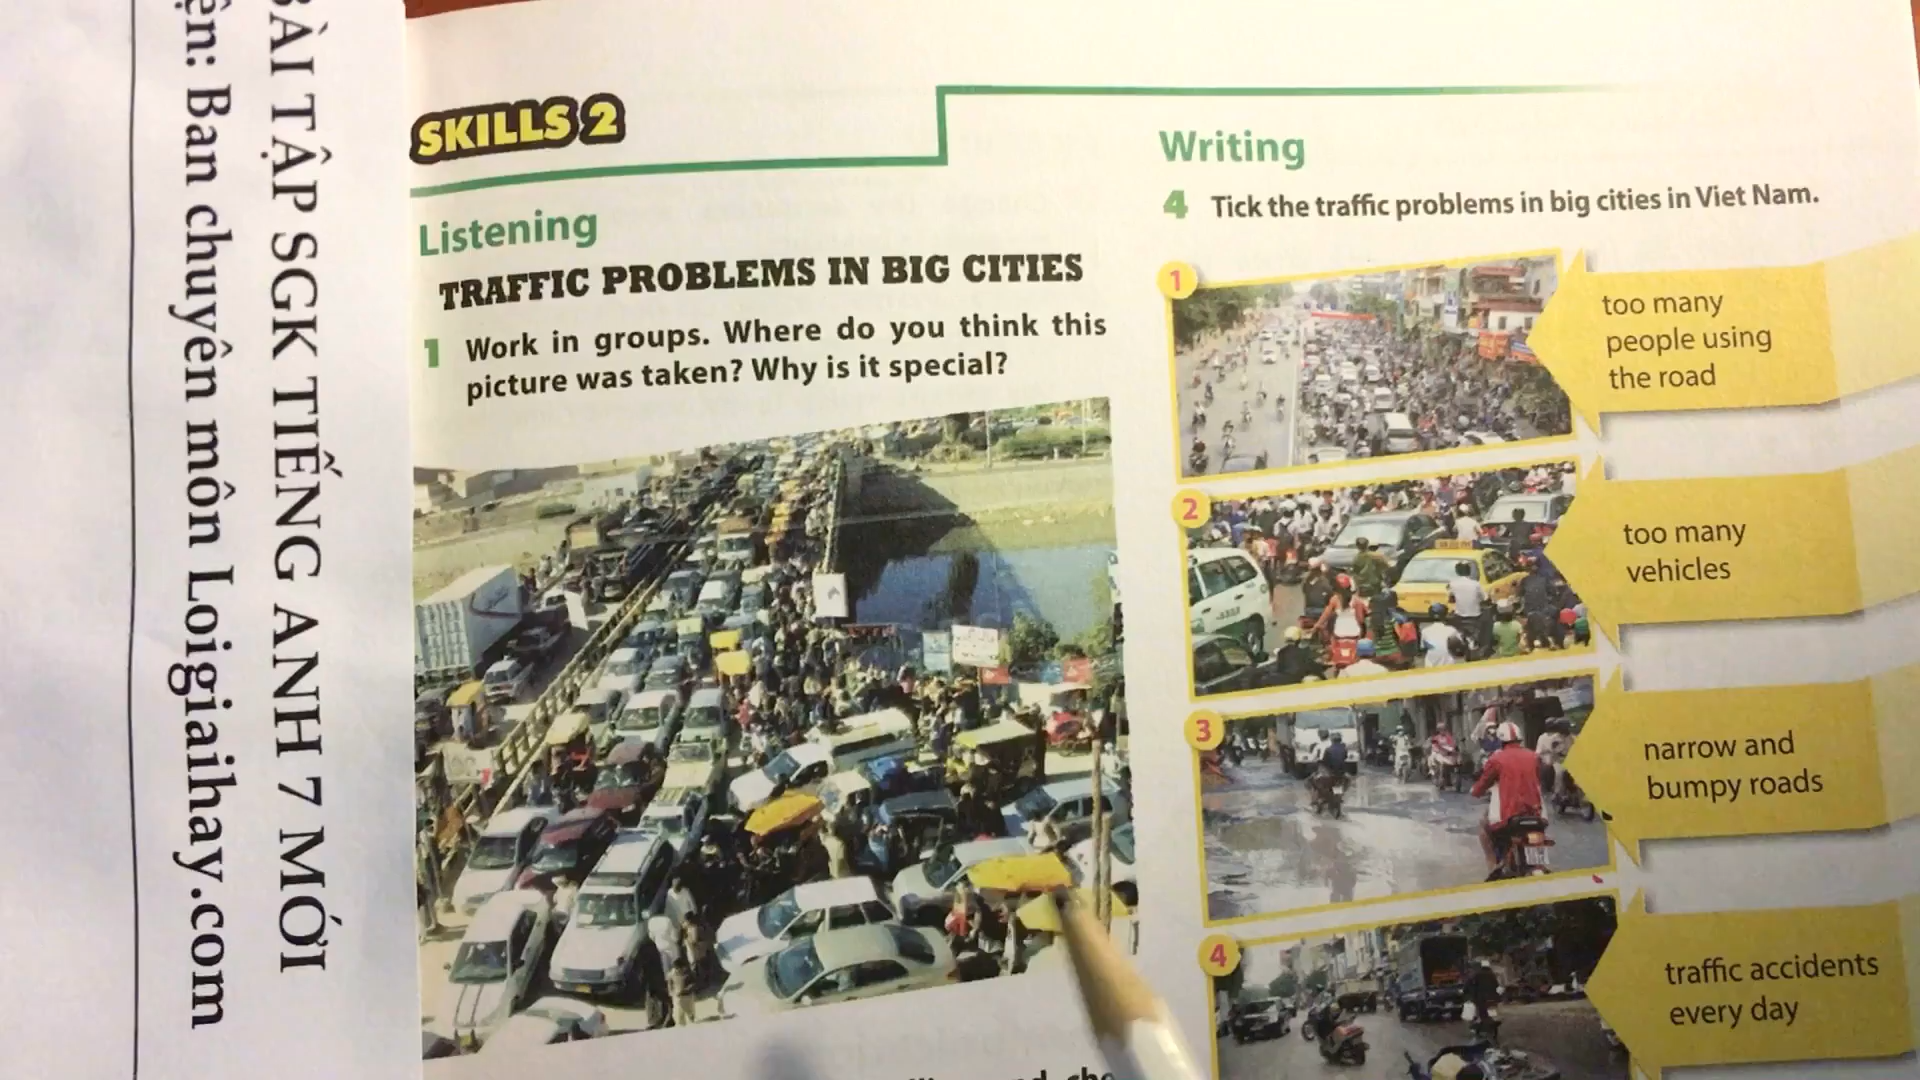 BÀI TẬP SGK TIẾNG ANH 7 MỚI
Ban chuyên môn Loigiaihay.com
SKILLS 2
Listening
TRAFFIC PROBLEMS IN BIG CITIES
1 Work in groups. Where do you think this
picture was taken? Why is it special?
Writing
4 Tick the traffic problems in big cities in Viet Nam.
1
too many
people using
the road
2
too many
vehicles
3
narrow and
bumpy roads
4
traffic accidents
every day